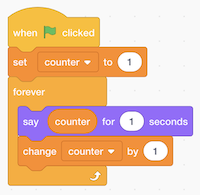 when clicked
set counter to 1
forever
say counter for 1 seconds
change counter by 1